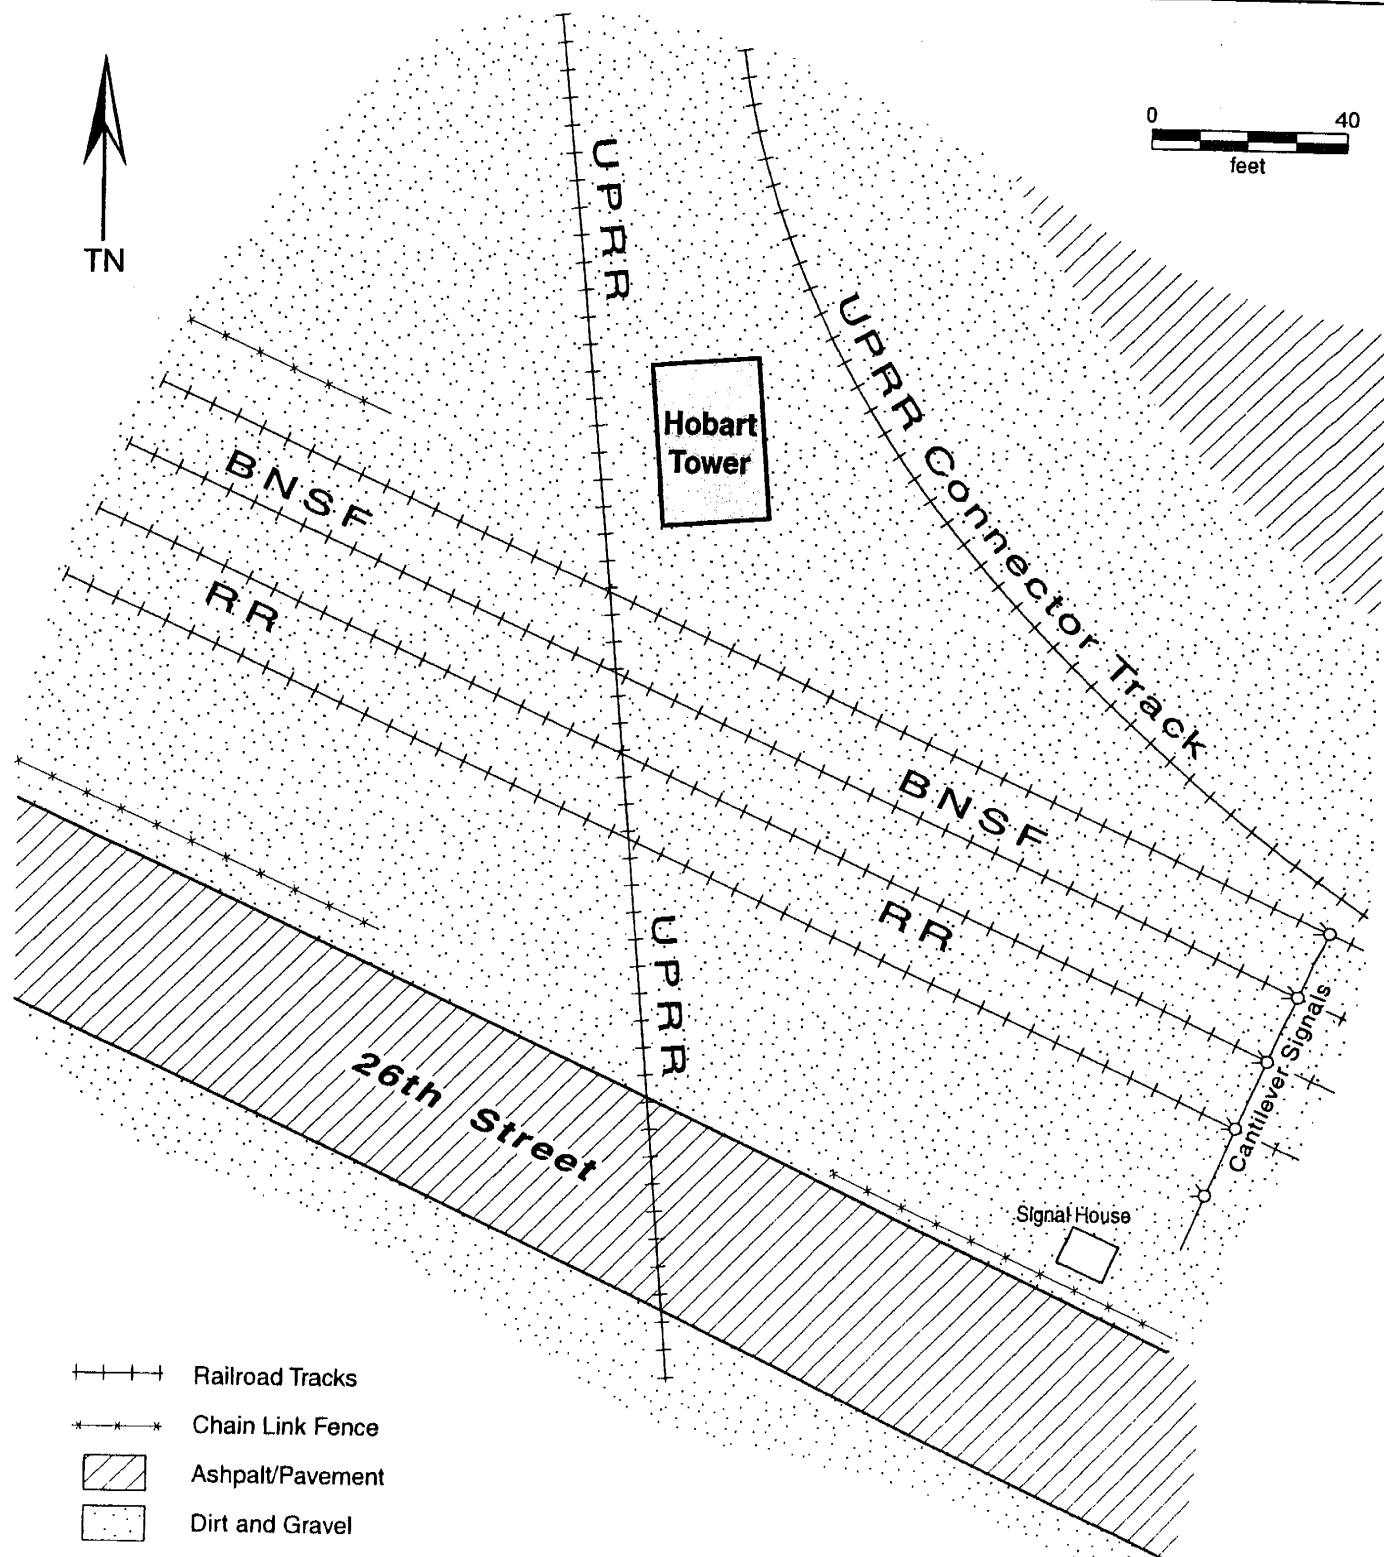 0 40
feet
TN
UPRR
UPRR Connector Track
Hobart
Tower
BNSF
RR
BNSF
RR
UPRR
26th Street
Cantilever Signals
Signal House
Railroad Tracks
Chain Link Fence
Ashpalt/Pavement
Dirt and Gravel